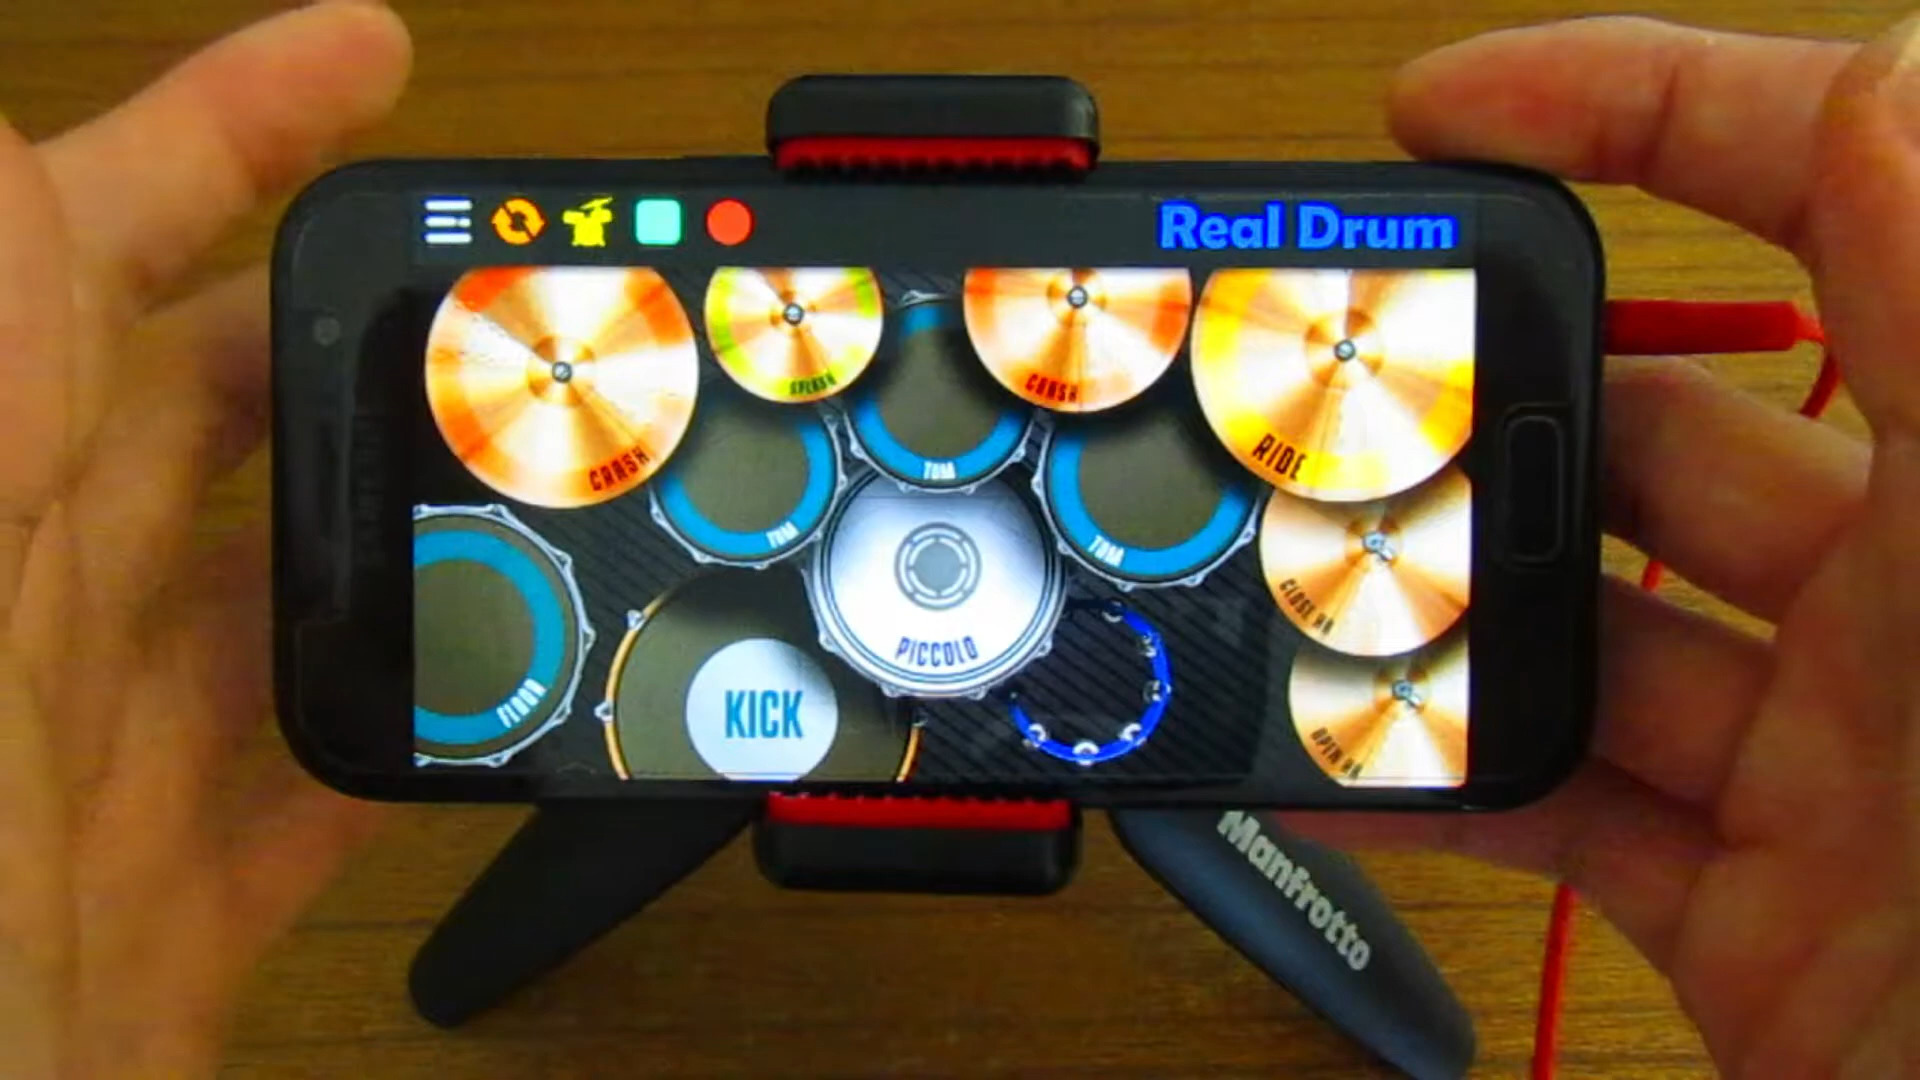 Real Drum
SPLASH
CRASH
CRASH
RIDE
TOM
TOM
TOM
CLOSE HH
PICCOLO
FLOOR
KICK
OPEN HH
Manfrotto